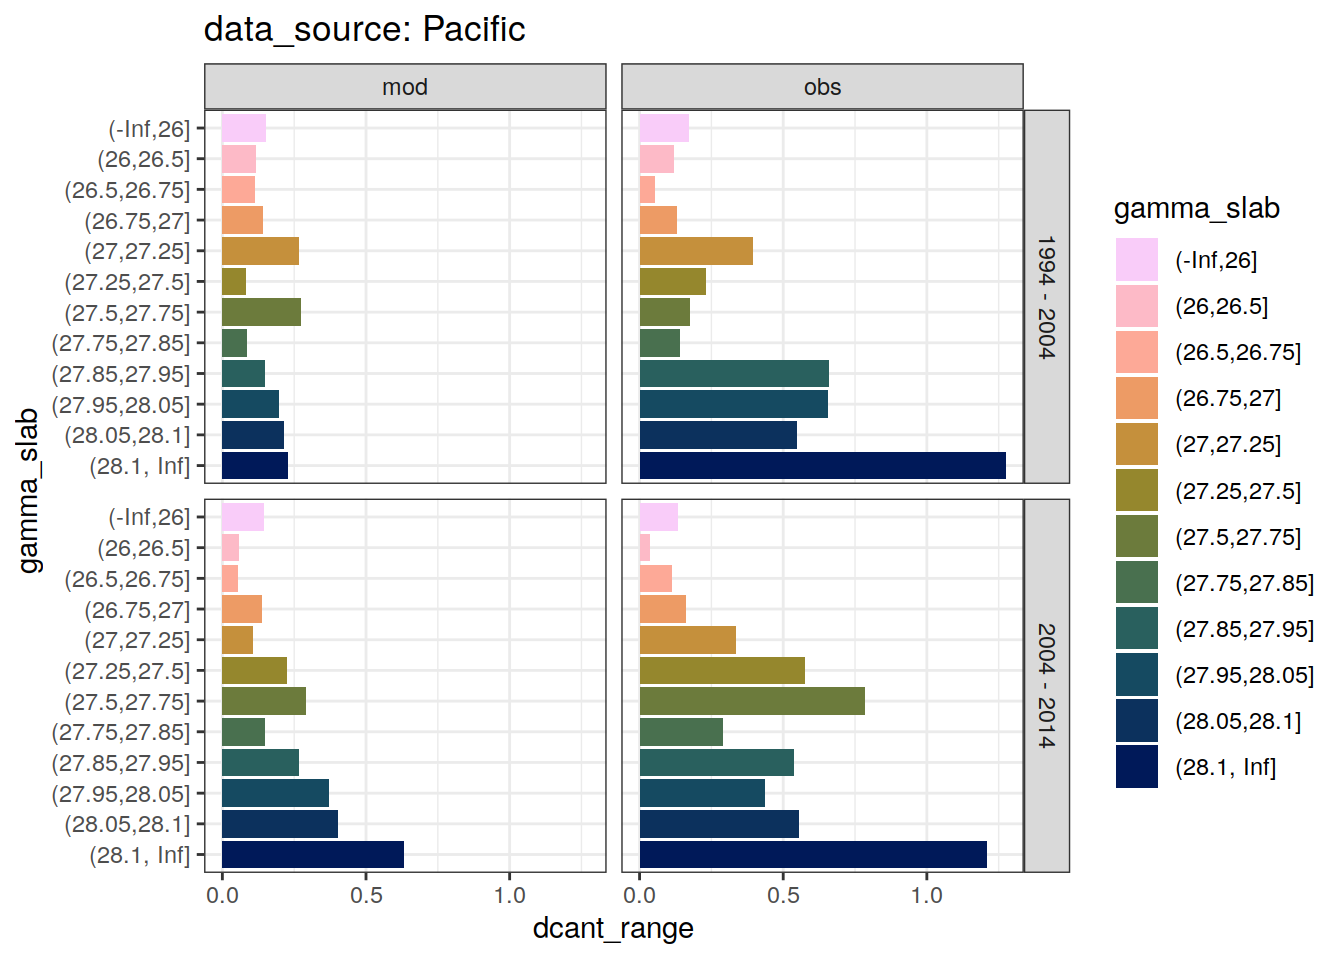 data_source: Pacific
mod
obs
(-Inf,26]
(26,26.5]
(26.5,26.75]
(26.75,27]
(27,27.25]
(27.25,27.5]
(27.5,27.75]
(27.75,27.85]
(27.85,27.95]
(27.95,28.05]
(28.05,28.1]
(28.1, Inf]
1994 - 2004
(-Inf,26]
(26,26.5]
(26.5,26.75]
(26.75,27]
(27,27.25]
(27.25,27.5]
(27.5,27.75]
(27.75,27.85]
(27.85,27.95]
(27.95,28.05]
(28.05,28.1]
(28.1, Inf]
2004 - 2014
gamma_slab
0.0 0.5 1.0
0.0 0.5 1.0
dcant_range
gamma_slab
(-Inf,26]
(26,26.5]
(26.5,26.75]
(26.75,27]
(27,27.25]
(27.25,27.5]
(27.5,27.75]
(27.75,27.85]
(27.85,27.95]
(27.95,28.05]
(28.05,28.1]
(28.1, Inf]